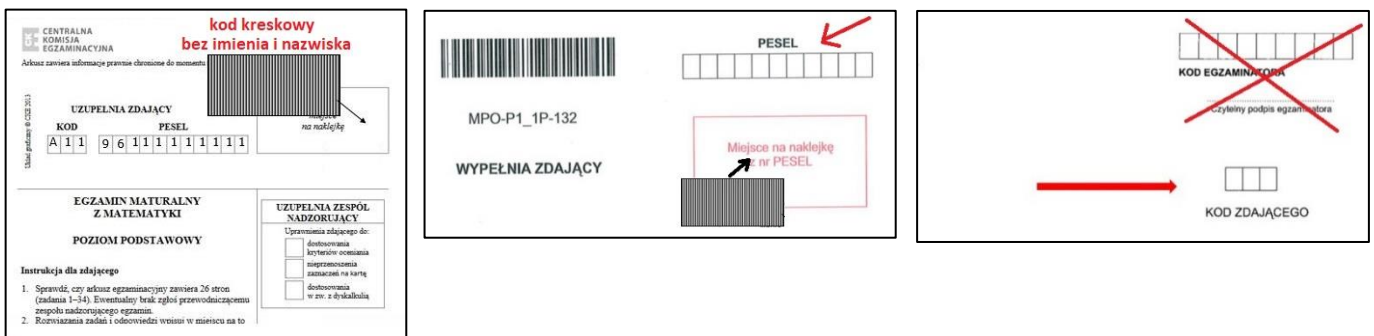 CENTRALNA
KOMISJA
EGZAMINACYJNA
kod kreskowy
bez imienia i nazwiska
Arkusz zawiera informacje prawnie chronione do momentu
Układ graficzny © CKE 2013
UZUPEŁNIA ZDAJĄCY
KOD PESEL
A 1 1 9 6 1 1 1 1 1 1 1 1 1
miejsce
na naklejkę
EGZAMIN MATURALNY
Z MATEMATYKI
POZIOM PODSTAWOWY
UZUPEŁNIA ZESPÓŁ
NADZORUJĄCY
Uprawnienia zdającego do:
dostosowania
kryteriów oceniania
nieprzenoszenia
zaznaczeń na kartę
dostosowania
w zw. z dyskalkulią
Instrukcja dla zdającego
1. Sprawdź, czy arkusz egzaminacyjny zawiera 26 stron
(zadania 1–34). Ewentualny brak zgłoś przewodniczącemu
zespołu nadzorującego egzamin.
2. Rozwiązania zadań i odpowiedzi wpisuj w miejscu na to
PESEL
MPO-P1_1P-132
WYPEŁNIA ZDAJĄCY
Miejsce na naklejkę
z nr PESEL
KOD EGZAMINATORA
Czytelny podpis egzaminatora
KOD ZDAJĄCEGO